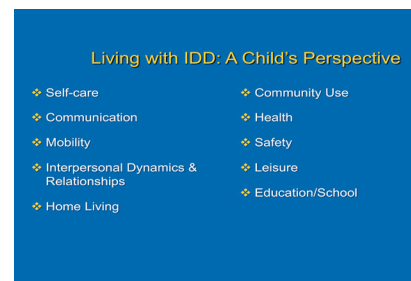 Living with IDD: A Child's Perspective
❖ Self-care
❖ Communication
❖ Mobility
❖ Interpersonal Dynamics &
Relationships
❖ Home Living
❖ Community Use
❖ Health
❖ Safety
❖ Leisure
❖ Education/School